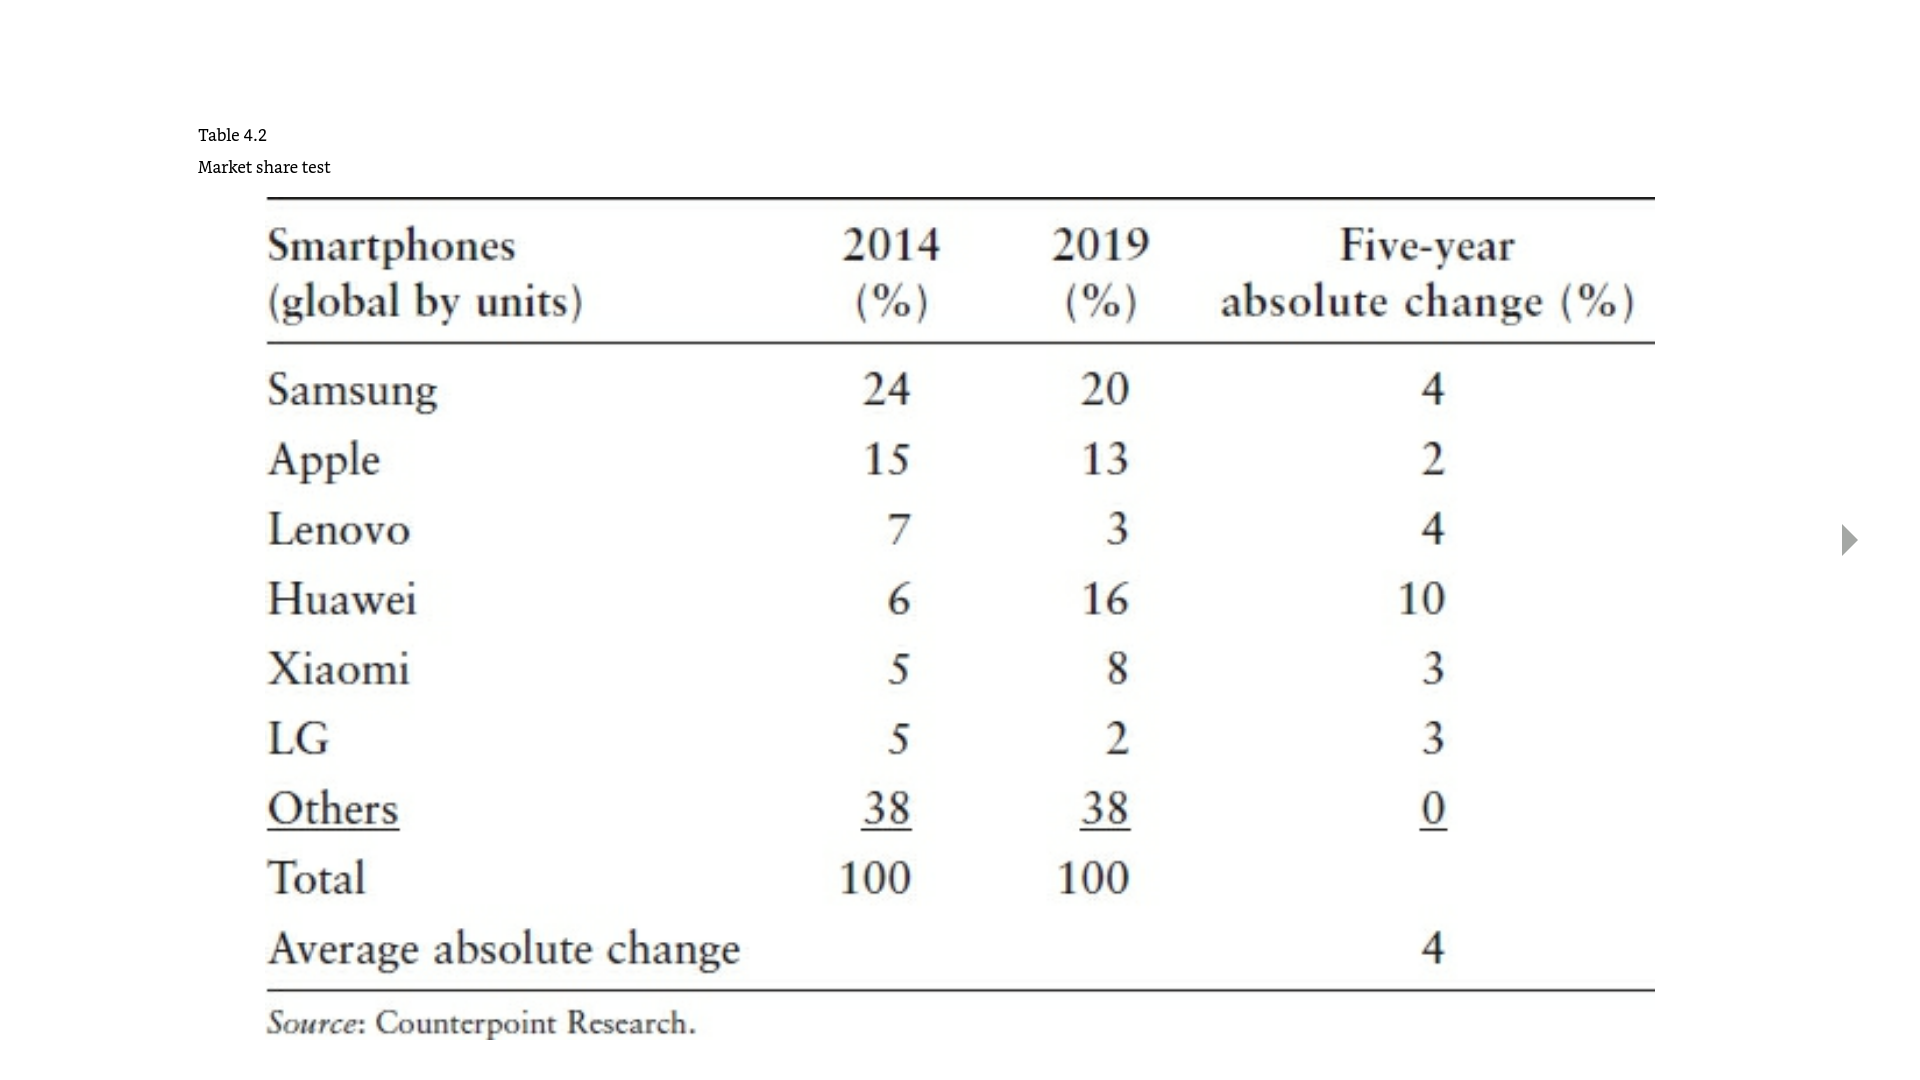 Table 4.2
Market share test
Smartphones (global by units) 2014 (%) 2019 (%) Five-year absolute change (%)
Samsung 24 20 4
Apple 15 13 2
Lenovo 7 3 4
Huawei 6 16 10
Xiaomi 5 8 3
LG 5 2 3
Others 38 38 0
Total 100 100
Average absolute change 4
Source: Counterpoint Research.